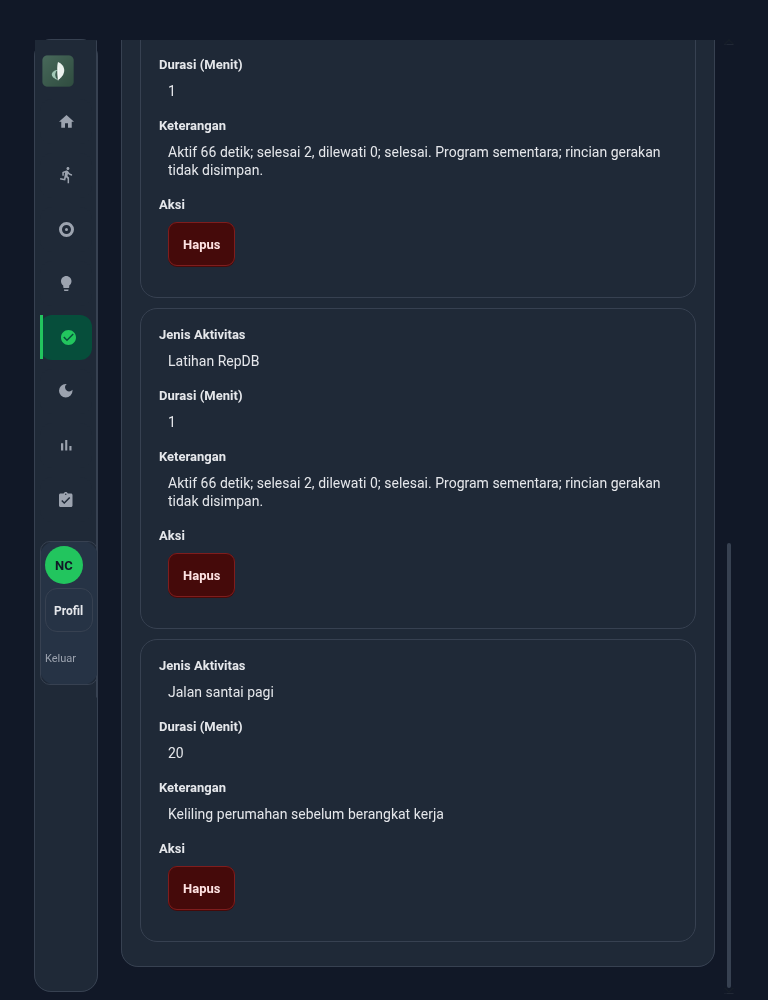 Durasi (Menit)
1
Keterangan
Aktif 66 detik; selesai 2, dilewati 0; selesai. Program sementara; rincian gerakan
tidak disimpan.
Aksi
Hapus
Jenis Aktivitas
Latihan RepDB
Durasi (Menit)
1
Keterangan
Aktif 66 detik; selesai 2, dilewati 0; selesai. Program sementara; rincian gerakan
tidak disimpan.
Aksi
Hapus
NC
Profil
Keluar
Jenis Aktivitas
Jalan santai pagi
Durasi (Menit)
20
Keterangan
Keliling perumahan sebelum berangkat kerja
Aksi
Hapus